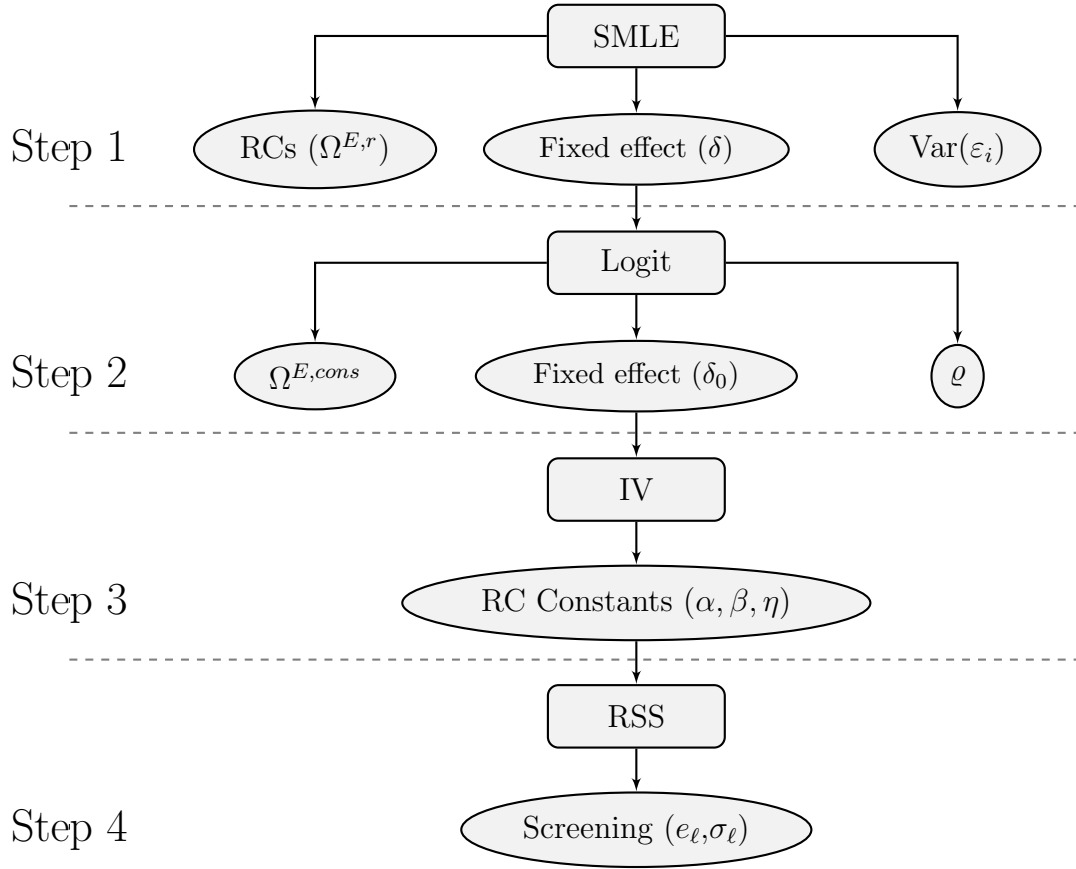 SMLE
Step 1
RCs (Ω^{E,r})
Fixed effect (δ)
Var(ε_i)
Logit
Step 2
Ω^{E,cons}
Fixed effect (δ_0)
ϱ
IV
Step 3
RC Constants (α, β, η)
RSS
Step 4
Screening (e_ℓ,σ_ℓ)